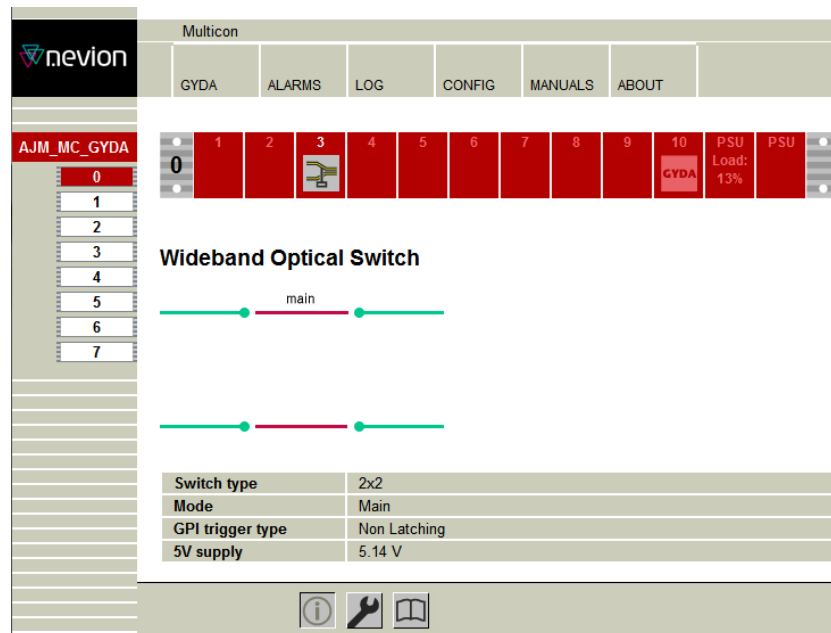 Multicon
nevion
GYDA ALARMS LOG CONFIG MANUALS ABOUT
AJM_MC_GYDA
0
1
2
3
4
5
6
7
0 1 2 3 4 5 6 7 8 9 10 PSU PSU
Load:
GYDA 13%
Wideband Optical Switch
main
Switch type 2x2
Mode Main
GPI trigger type Non Latching
5V supply 5.14 V